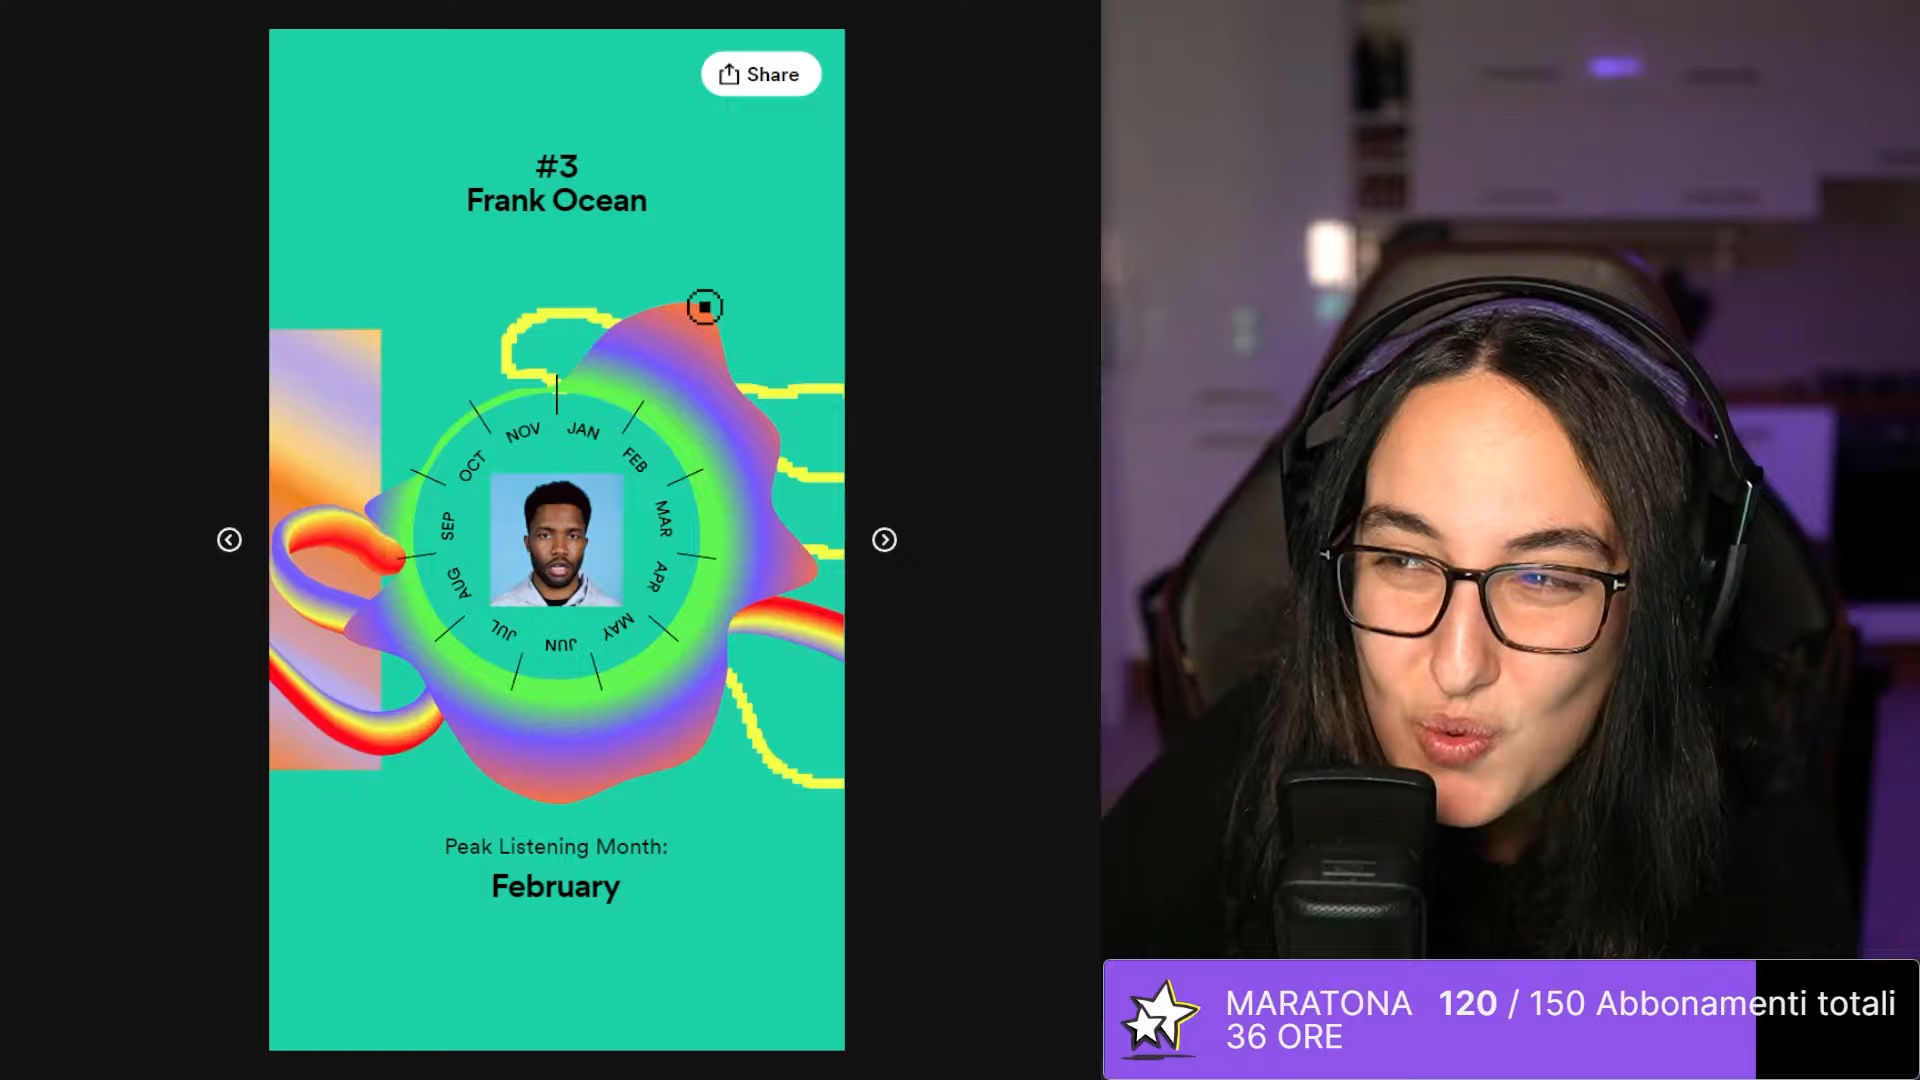 Share
#3
Frank Ocean
JAN
FEB
MAR
APR
MAY
JUN
JUL
AUG
SEP
OCT
NOV
Peak Listening Month:
February
MARATONA 120 / 150 Abbonamenti totali
36 ORE